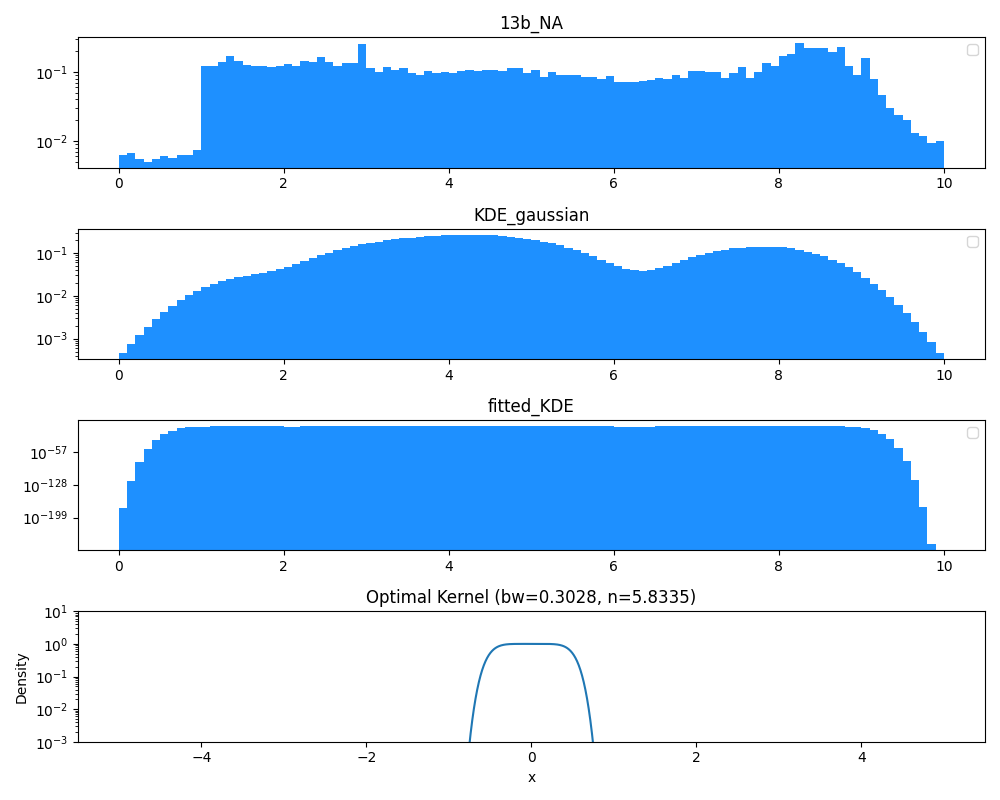 13b_NA
10⁻¹
10⁻²
0 2 4 6 8 10
KDE_gaussian
10⁻¹
10⁻²
10⁻³
0 2 4 6 8 10
fitted_KDE
10⁻⁵⁷
10⁻¹²⁸
10⁻¹⁹⁹
0 2 4 6 8 10
Optimal Kernel (bw=0.3028, n=5.8335)
10¹
10⁰
10⁻¹
10⁻²
10⁻³
Density
−4 −2 0 2 4
x